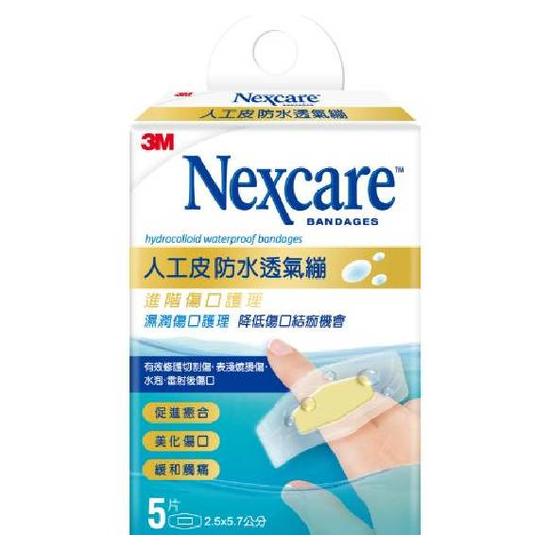 Nexcare
人工皮防水透氣繃
3M
Nexcare™
BANDAGES
hydrocolloid waterproof bandages
人工皮防水透氣繃
進階傷口護理
濕潤傷口護理 降低傷口結痂機會
有效修護切割傷、表淺燒燙傷、
水泡、雷射後傷口
促進癒合
美化傷口
緩和觸痛
5片 2.5x5.7公分